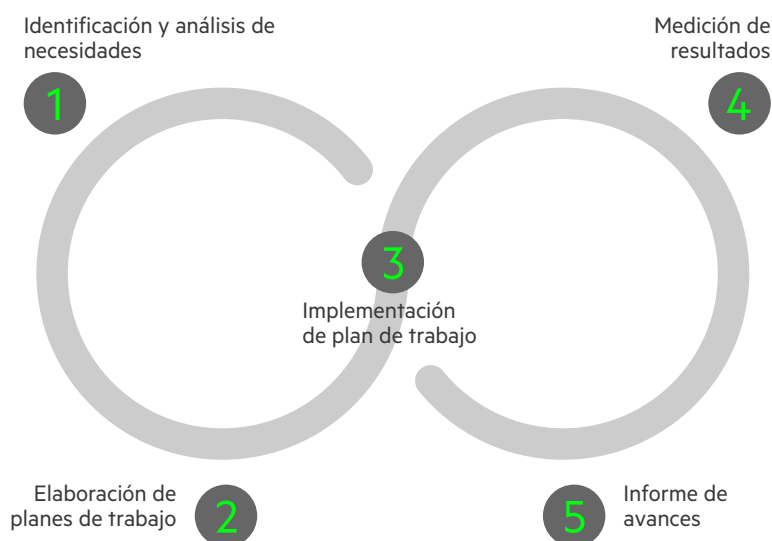 Identificación y análisis de
necesidades
1
Elaboración de
planes de trabajo
2
3
Implementación
de plan de trabajo
Medición de
resultados
4
5
Informe de
avances